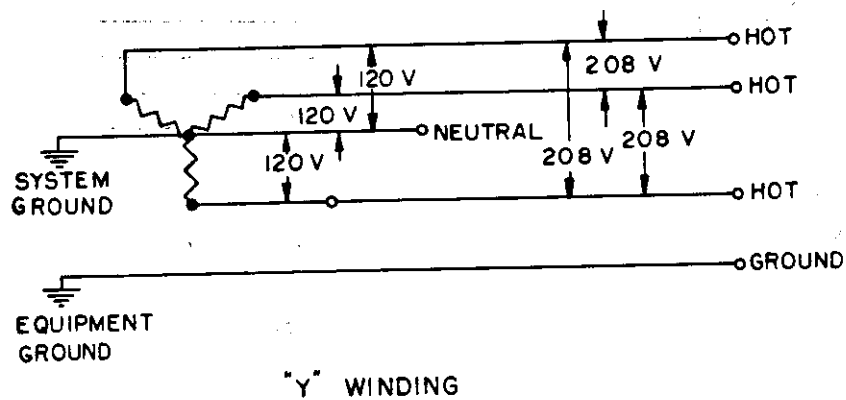 HOT
208 V
120 V
HOT
120 V
NEUTRAL
208 V
120 V
208 V
SYSTEM
GROUND
HOT
GROUND
EQUIPMENT
GROUND
"Y" WINDING